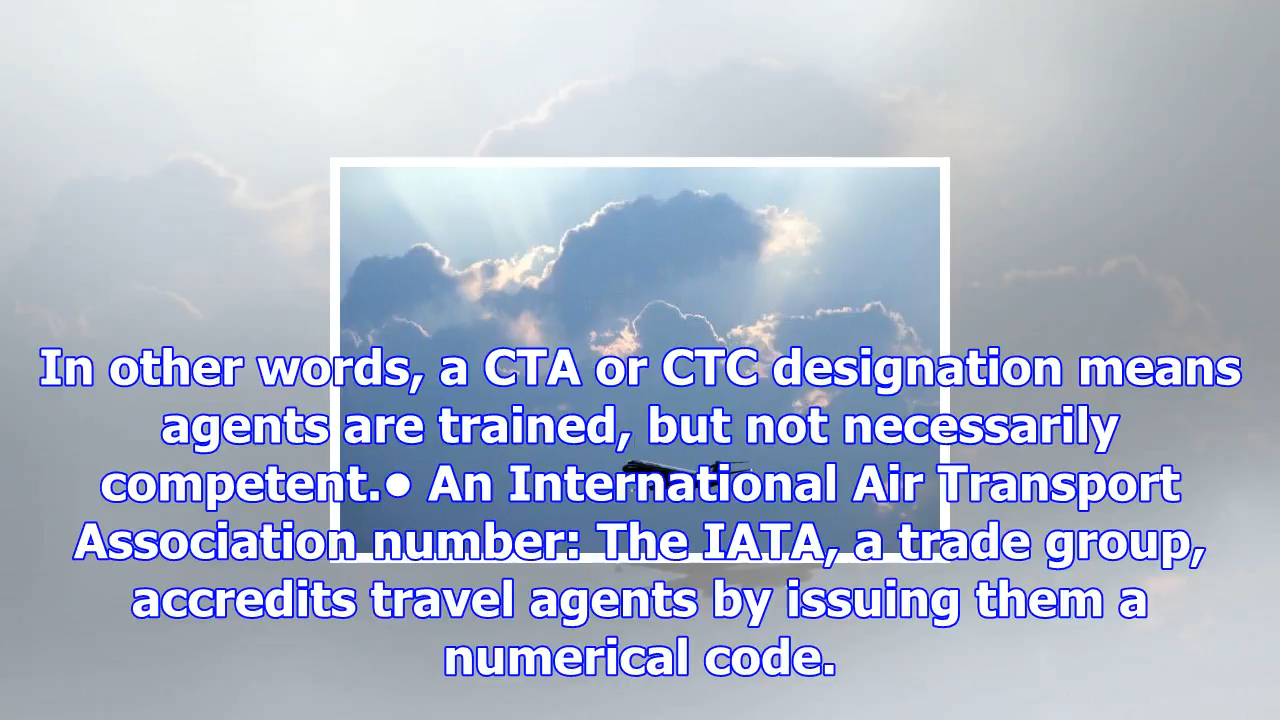 In other words, a CTA or CTC designation means
agents are trained, but not necessarily
competent.● An International Air Transport
Association number: The IATA, a trade group,
accredits travel agents by issuing them a
numerical code.